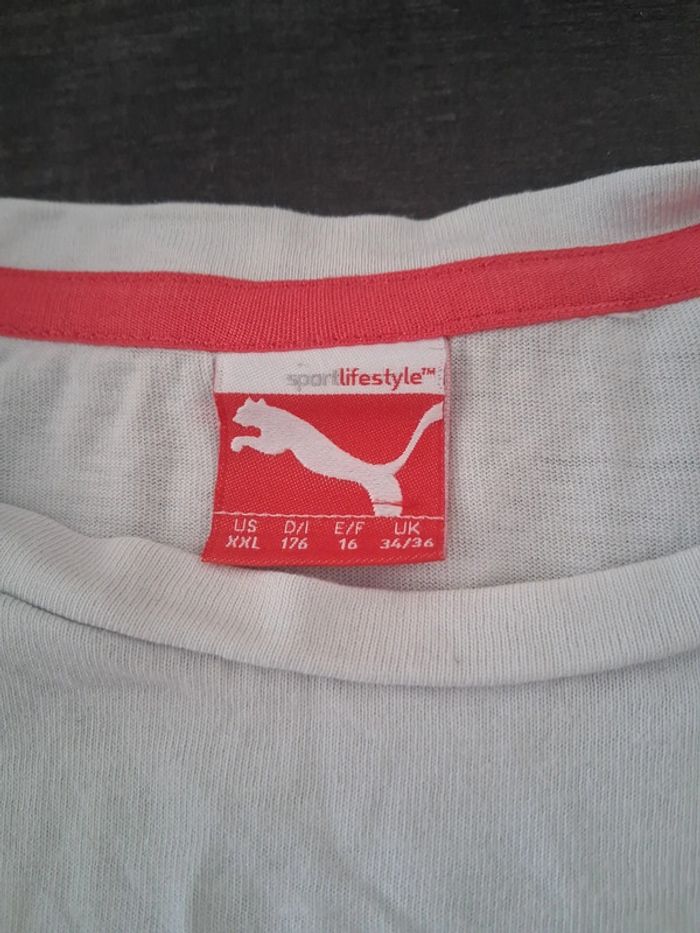 sportlifestyle™
US D/I E/F UK
XXL 176 16 34/36